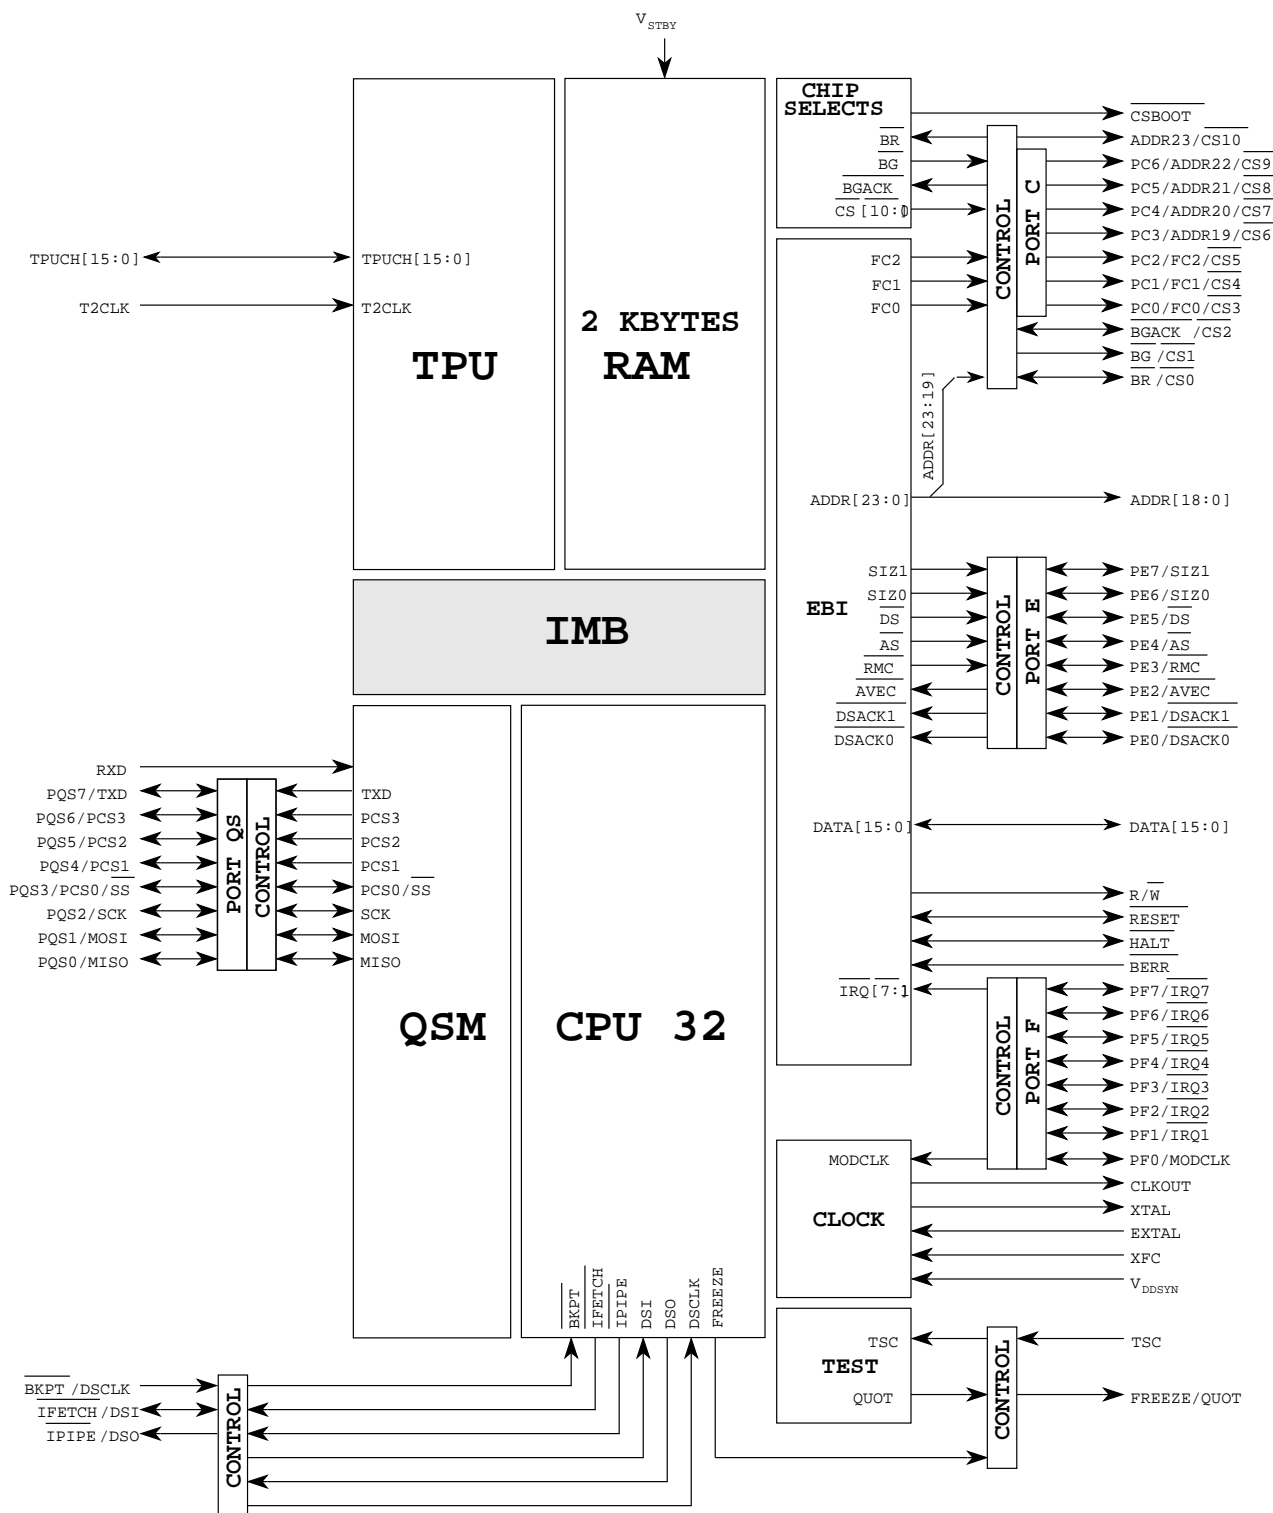 V STBY
CHIP
SELECTS
CSBOOT
BR
ADDR23/CS10
BG
PC6/ADDR22/CS9
BGACK
PC5/ADDR21/CS8
CS[10:0]
PC4/ADDR20/CS7
PC3/ADDR19/CS6
CONTROL
PORT C
TPUCH[15:0]
TPUCH[15:0]
FC2
PC2/FC2/CS5
FC1
PC1/FC1/CS4
T2CLK
T2CLK
FC0
PC0/FC0/CS3
BGACK/CS2
BG/CS1
BR/CS0
TPU
2 KBYTES
RAM
ADDR[23:19]
ADDR[23:0]
ADDR[18:0]
IMB
EBI
SIZ1
PE7/SIZ1
SIZ0
PE6/SIZ0
DS
PE5/DS
AS
PE4/AS
RMC
PE3/RMC
AVEC
PE2/AVEC
DSACK1
PE1/DSACK1
DSACK0
PE0/DSACK0
CONTROL
PORT E
RXD
PQS7/TXD
TXD
PQS6/PCS3
PCS3
PQS5/PCS2
PCS2
PQS4/PCS1
PCS1
PQS3/PCS0/SS
PCS0/SS
PQS2/SCK
SCK
PQS1/MOSI
MOSI
PQS0/MISO
MISO
PORT QS
CONTROL
DATA[15:0]
DATA[15:0]
R/W
RESET
HALT
BERR
IRQ[7:1]
PF7/IRQ7
PF6/IRQ6
PF5/IRQ5
PF4/IRQ4
PF3/IRQ3
PF2/IRQ2
PF1/IRQ1
MODCLK
PF0/MODCLK
CONTROL
PORT F
QSM
CPU 32
CLOCK
CLKOUT
XTAL
EXTAL
XFC
V DDSYN
BKPT
IFETCH
IPIPE
DSI
DSO
DSCLK
FREEZE
TSC
TSC
TEST
QUOT
FREEZE/QUOT
CONTROL
BKPT/DSCLK
IFETCH/DSI
IPIPE/DSO
CONTROL